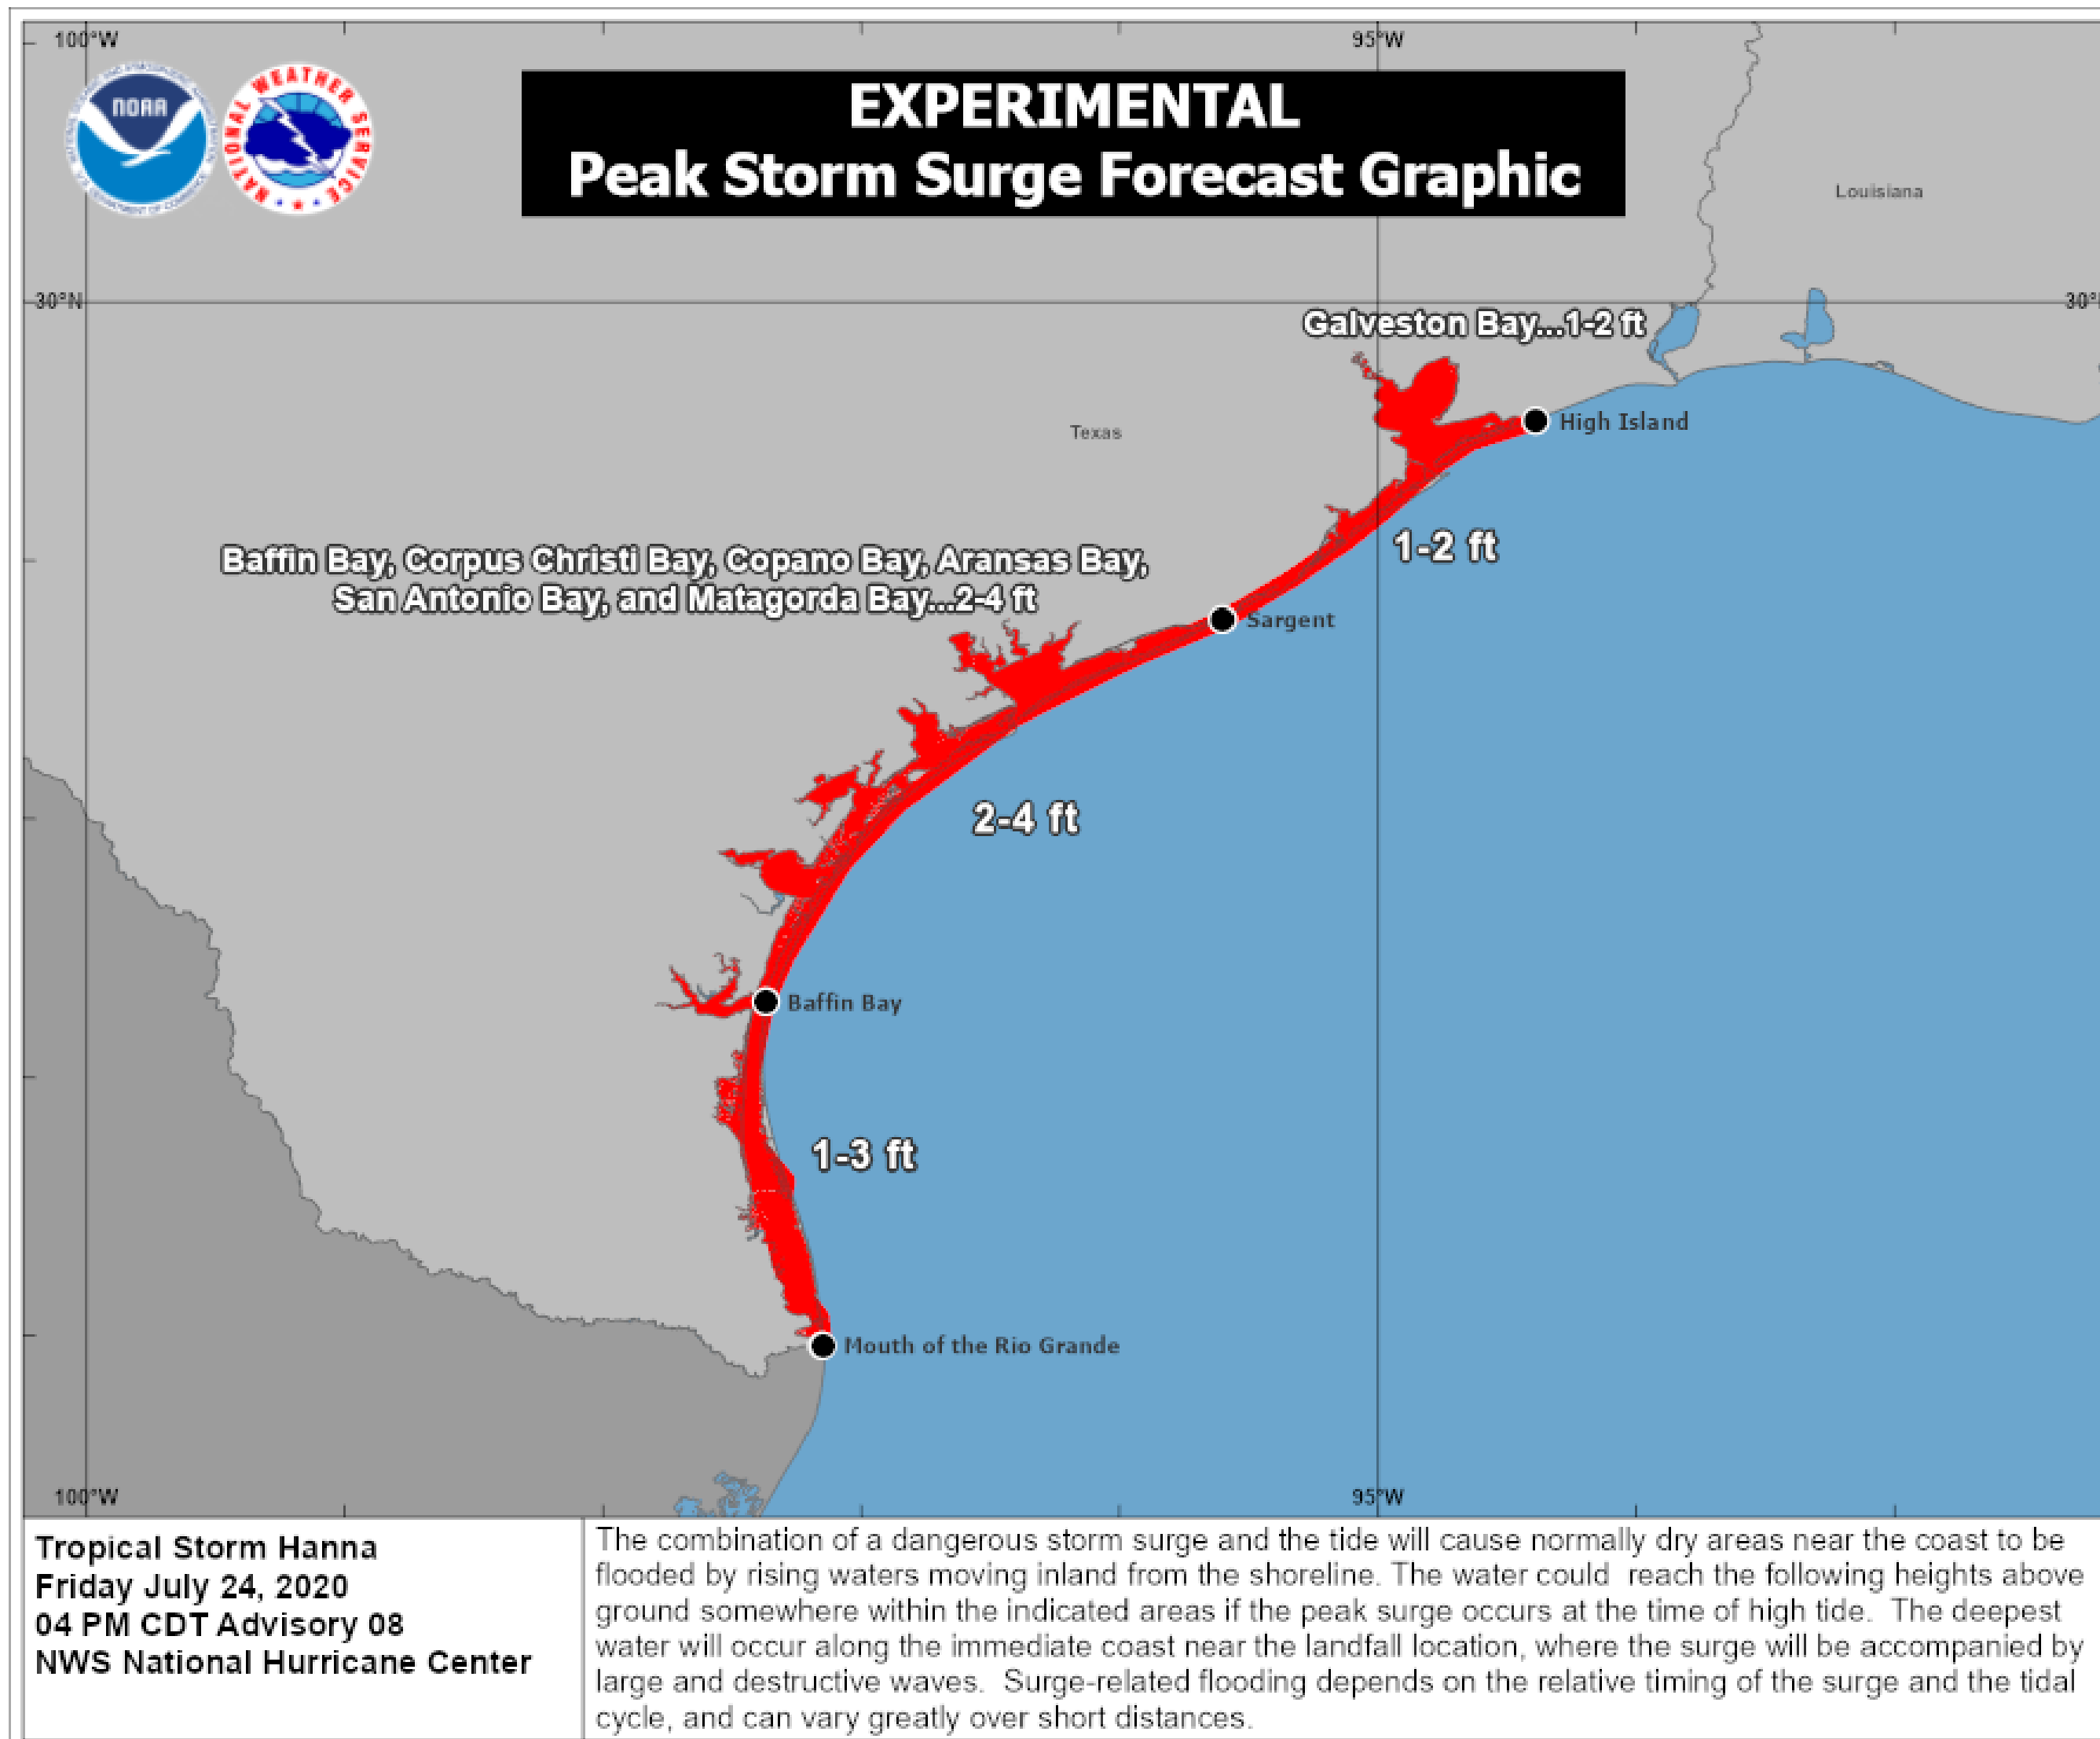 100°W
95°W
NOAA
NATIONAL WEATHER SERVICE
EXPERIMENTAL
Peak Storm Surge Forecast Graphic
Louisiana
30°N
30°
Galveston Bay...1-2 ft
High Island
Texas
1-2 ft
Baffin Bay, Corpus Christi Bay, Copano Bay, Aransas Bay,
San Antonio Bay, and Matagorda Bay...2-4 ft
Sargent
2-4 ft
Baffin Bay
1-3 ft
Mouth of the Rio Grande
100°W
95°W
Tropical Storm Hanna
Friday July 24, 2020
04 PM CDT Advisory 08
NWS National Hurricane Center
The combination of a dangerous storm surge and the tide will cause normally dry areas near the coast to be
flooded by rising waters moving inland from the shoreline. The water could  reach the following heights above
ground somewhere within the indicated areas if the peak surge occurs at the time of high tide.  The deepest
water will occur along the immediate coast near the landfall location, where the surge will be accompanied by
large and destructive waves.  Surge-related flooding depends on the relative timing of the surge and the tidal
cycle, and can vary greatly over short distances.